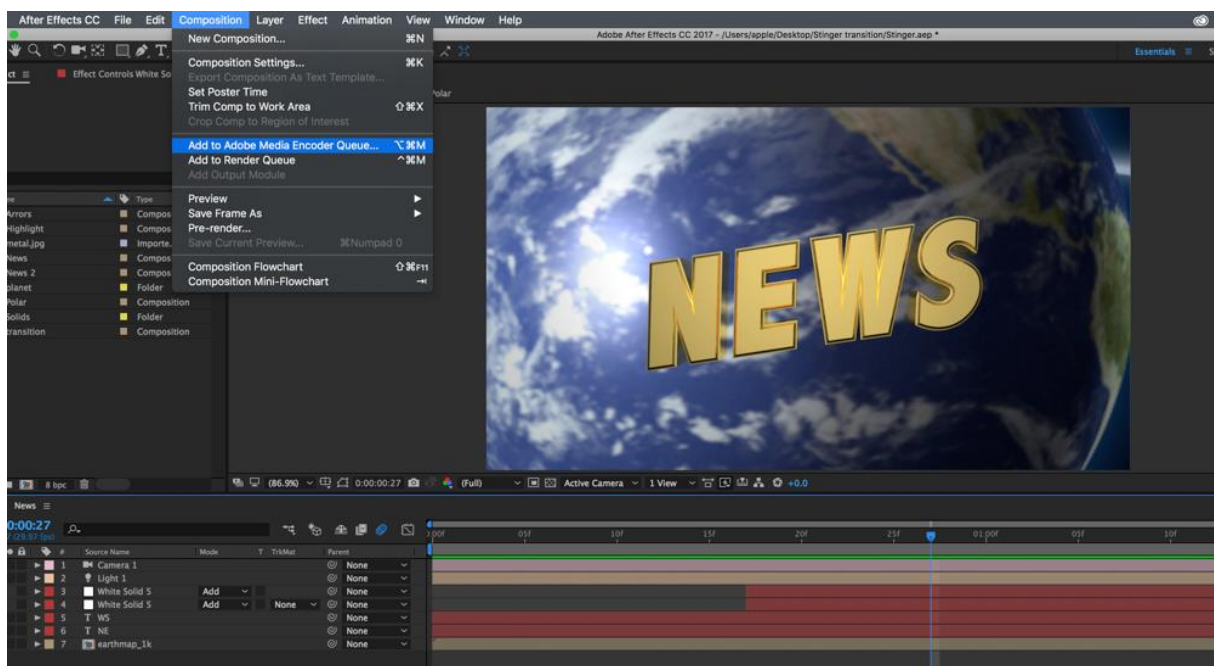 After Effects CC File Edit Composition Layer Effect Animation View Window Help
Adobe After Effects CC 2017 - /Users/apple/Desktop/Stinger transition/Stinger.aep *
Essentials
Effect Controls White So
New Composition... ⌘N
Composition Settings... ⌘K
Export Composition As Text Template...
Set Poster Time
Trim Comp to Work Area ⇧⌘X
Crop Comp to Region of Interest
Add to Adobe Media Encoder Queue... ⌥⌘M
Add to Render Queue ^⌘M
Add Output Module
Preview
Save Frame As
Pre-render...
Save Current Preview... ⌘Numpad 0
Composition Flowchart ⇧⌘F11
Composition Mini-Flowchart
Polar
Type
Arrors Compos
Highlight Compos
metal.jpg Importe
News Compos
News 2 Compos
planet Folder
Polar Composition
Solids Folder
transition Composition
NEWS
8 bpc
(86.9%) 0:00:00:27 (Full) Active Camera 1 View +0.0
News
0:00:27
(29.97 fps)
# Source Name Mode T TrkMat Parent
05f 10f 15f 20f 25f 01:00f 05f 10f
1 Camera 1 None
2 Light 1 None
3 White Solid 5 Add None
4 White Solid 5 Add None None
5 T WS None
6 T NE None
7 earthmap_1k None